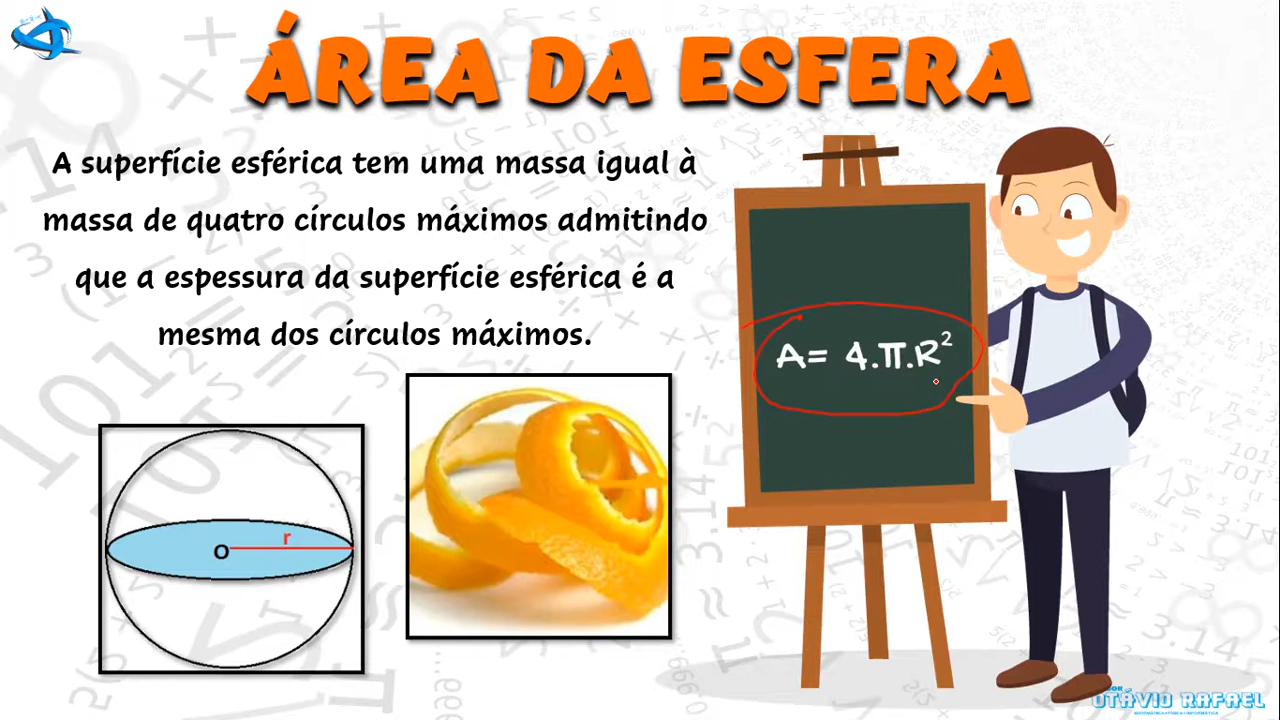 ÁREA DA ESFERA
A superfície esférica tem uma massa igual à
massa de quatro círculos máximos admitindo
que a espessura da superfície esférica é a
mesma dos círculos máximos.
A= 4.π.R²
r
O
OTÁVIO RAFAEL